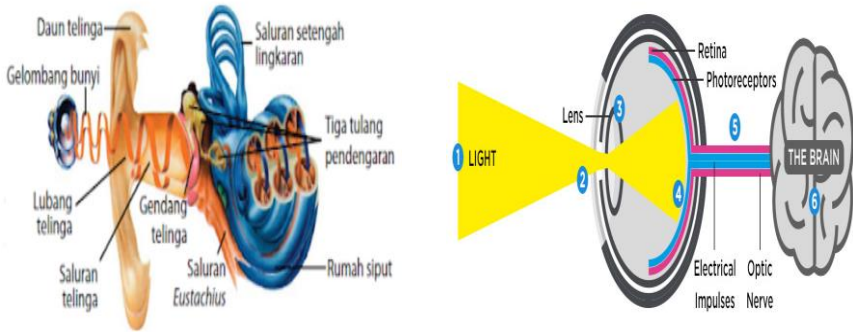 Daun telinga
Gelombang bunyi
Saluran setengah
lingkaran
Tiga tulang
pendengaran
Lubang
telinga
Gendang
telinga
Saluran
telinga
Saluran
Eustachius
Rumah siput
Retina
Photoreceptors
Lens
3
5
1 LIGHT
THE BRAIN
2
4
6
Electrical
Impulses
Optic
Nerve